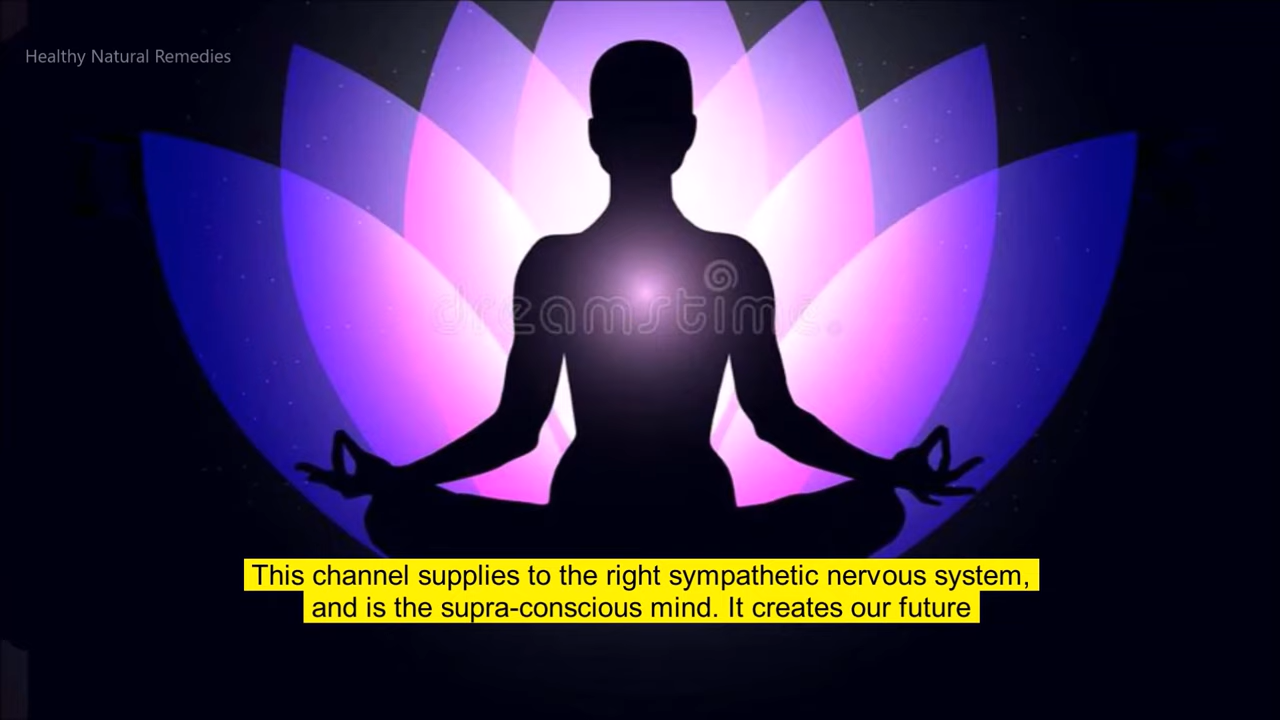 Healthy Natural Remedies
dreamstime.
This channel supplies to the right sympathetic nervous system,
and is the supra-conscious mind. It creates our future